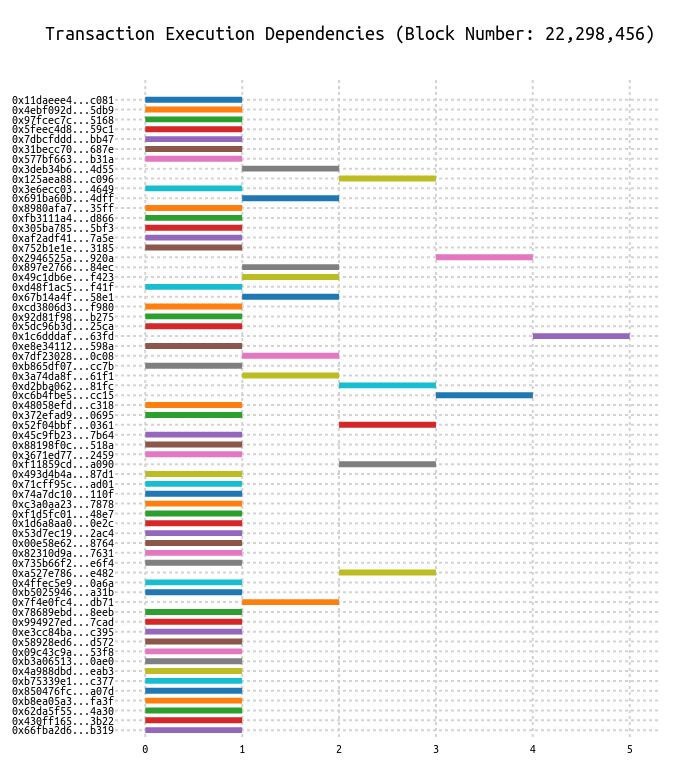 Transaction Execution Dependencies (Block Number: 22,298,456)
0x11daeee4...c081
0x4ebf092d...5db9
0x97fcec7c...5168
0x5feec4d8...59c1
0x7dbcfddd...bb47
0x31becc70...687e
0x577bf663...b31a
0x3deb34b6...4d55
0x125aea88...c096
0x3e6ecc03...4649
0x691ba60b...4dff
0x8980afa7...35ff
0xfb3111a4...d866
0x305ba785...5bf3
0xaf2adf41...7a5e
0x752b1e1e...3185
0x2946525a...920a
0x897e2766...84ec
0x49c1db6e...f423
0xd48f1ac5...f41f
0x67b14a4f...58e1
0xcd3806d3...f980
0x92d81f98...b275
0x5dc96b3d...25ca
0x1c6dddaf...63fd
0xe8e34112...598a
0x7df23028...0c08
0xb865df07...cc7b
0x3a74da8f...61f1
0xd2bba062...81fc
0xc6b4fbe5...cc15
0x48058efd...c318
0x372efad9...0695
0x52f04bbf...0361
0x45c9fb23...7b64
0x88198f0c...518a
0x3671ed77...2459
0xf11859cd...a090
0x493d4b4a...87d1
0x71cff95c...ad01
0x74a7dc10...110f
0xc3a0aa23...7878
0xf1d5fc01...48e7
0x1d6a8aa0...0e2c
0x53d7ec19...2ac4
0x00e58e62...8764
0x82310d9a...7631
0x735b66f2...e6f4
0xa527e786...e482
0x4ffec5e9...0a6a
0xb5025946...a31b
0x7f4e0fc4...db71
0x78689ebd...8eeb
0x994927ed...7cad
0xe3cc84ba...c395
0x58928ed6...d572
0x09c43c9a...53f8
0xb3a06513...0ae0
0x4a988dbd...eab3
0xb75339e1...c377
0x850476fc...a07d
0xb8ea05a3...fa3f
0x62da5f55...4a30
0x430ff165...3b22
0x66fba2d6...b319
0 1 2 3 4 5